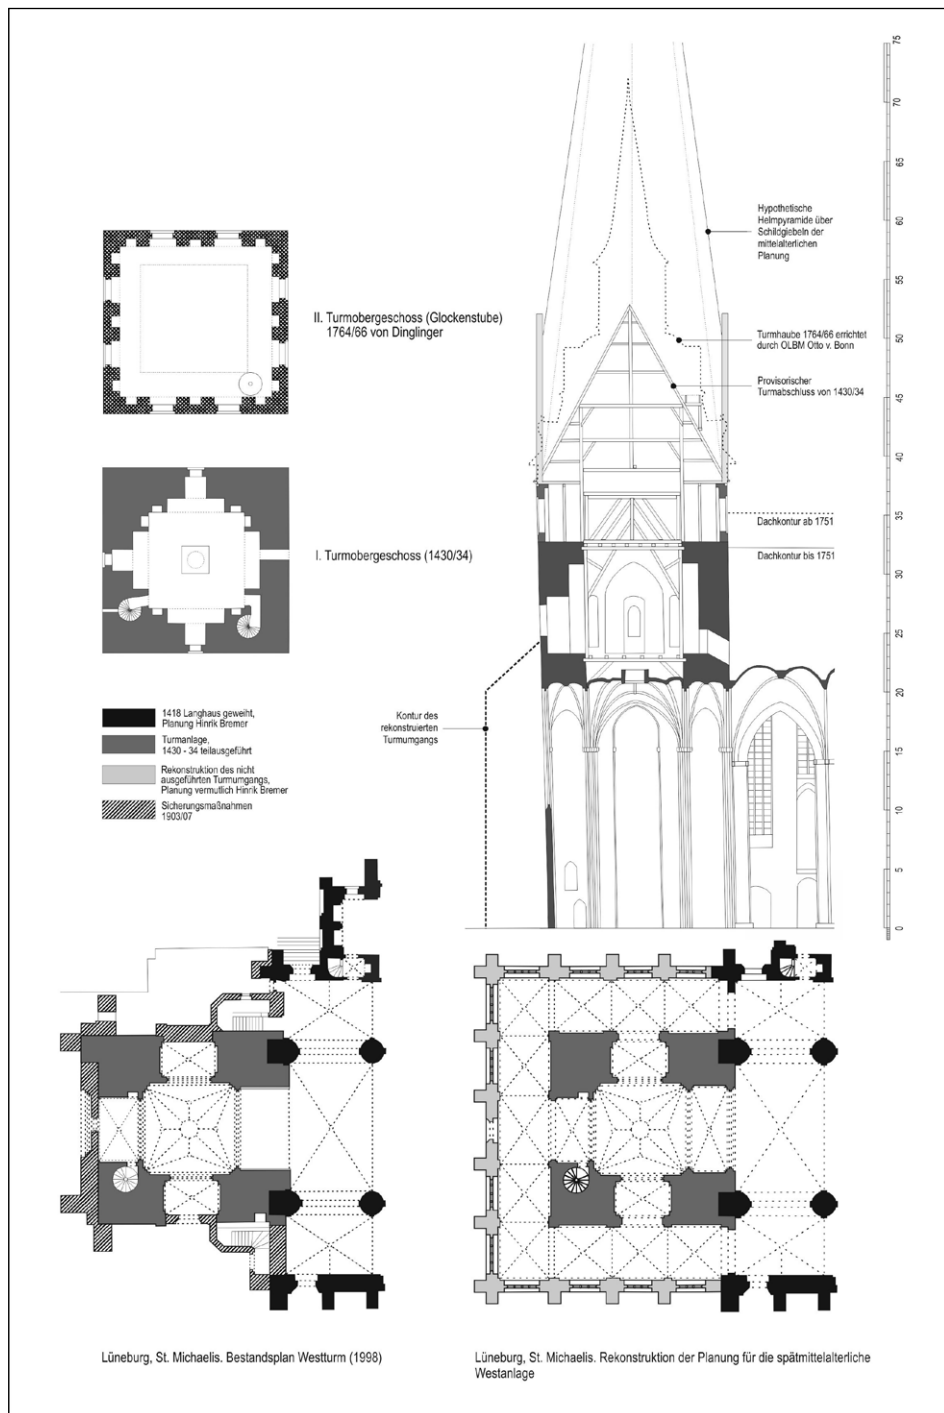 75
70
65
60
55
50
45
40
35
30
25
20
15
10
5
0
Hypothetische
Helmpyramide über
Schildgiebeln der
mittelalterlichen
Planung
II. Turmobergeschoss (Glockenstube)
1764/66 von Dinglinger
Turmhaube 1764/66 errichtet
durch OLBM Otto v. Bonn
Provisorischer
Turmabschluss von 1430/34
Dachkontur ab 1751
I. Turmobergeschoss (1430/34)
Dachkontur bis 1751
1418 Langhaus geweiht,
Planung Hinrik Bremer
Turmanlage,
1430 - 34 teilausgeführt
Rekonstruktion des nicht
ausgeführten Turmumgangs,
Planung vermutlich Hinrik Bremer
Sicherungsmaßnahmen
1903/07
Kontur des
rekonstruierten
Turmumgangs
Lüneburg, St. Michaelis. Bestandsplan Westturm (1998)
Lüneburg, St. Michaelis. Rekonstruktion der Planung für die spätmittelalterliche
Westanlage